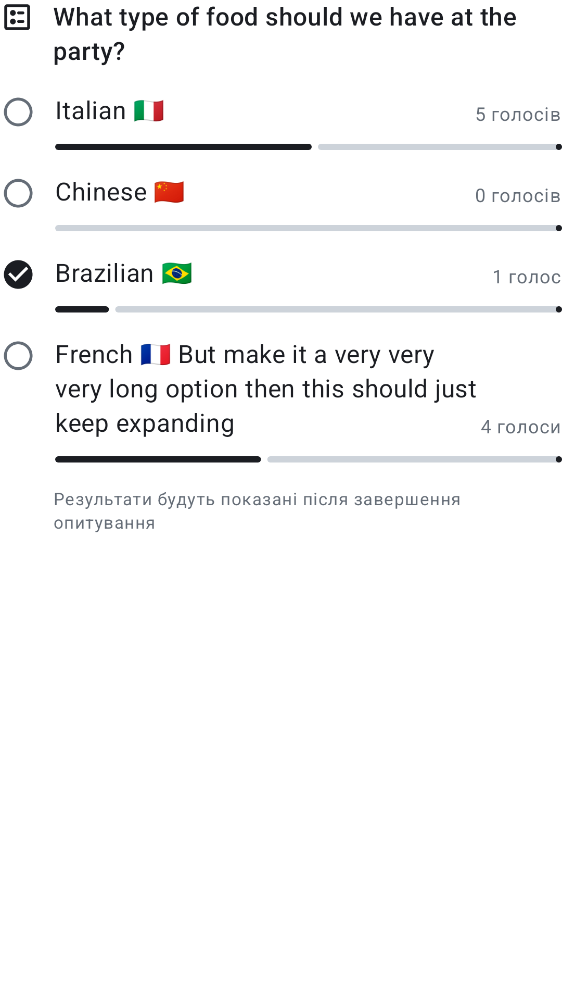 What type of food should we have at the
party?
Italian 🇮🇹
5 голосів
Chinese 🇨🇳
0 голосів
Brazilian 🇧🇷
1 голос
French 🇫🇷 But make it a very very
very long option then this should just
keep expanding
4 голоси
Результати будуть показані після завершення
опитування